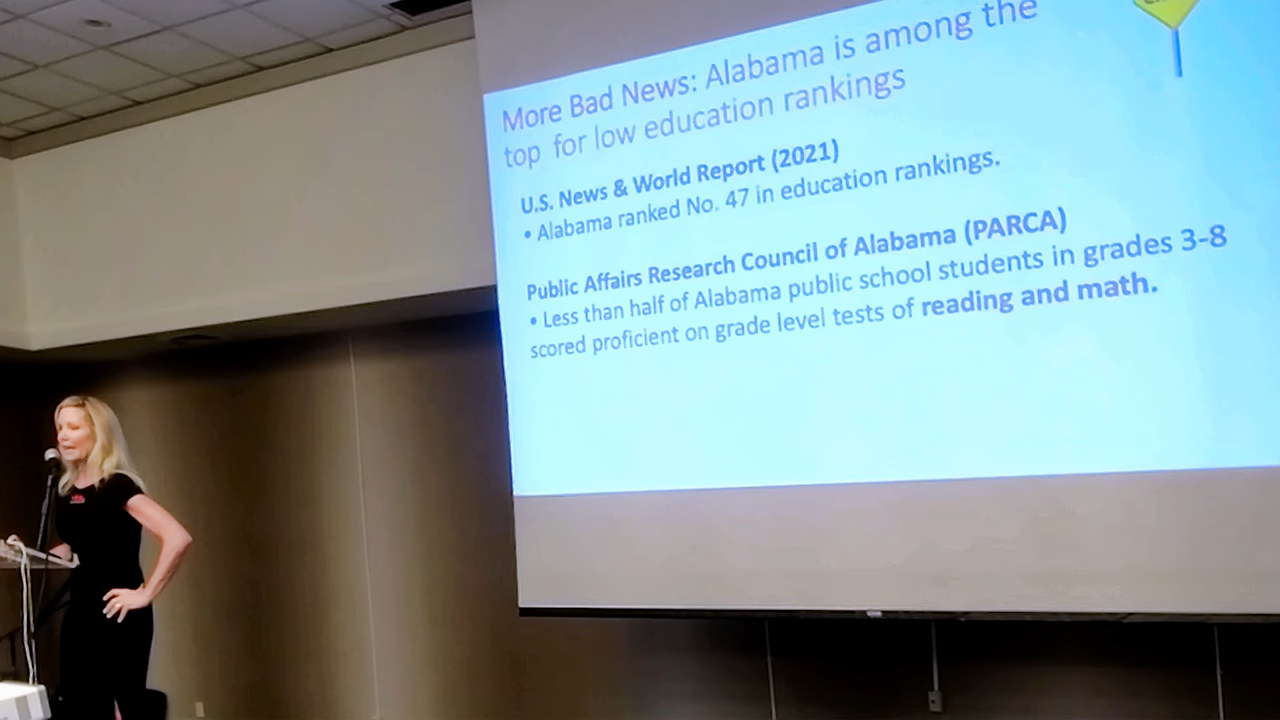 More Bad News: Alabama is among the
top for low education rankings
U.S. News & World Report (2021)
• Alabama ranked No. 47 in education rankings.
Public Affairs Research Council of Alabama (PARCA)
• Less than half of Alabama public school students in grades 3-8
scored proficient on grade level tests of reading and math.